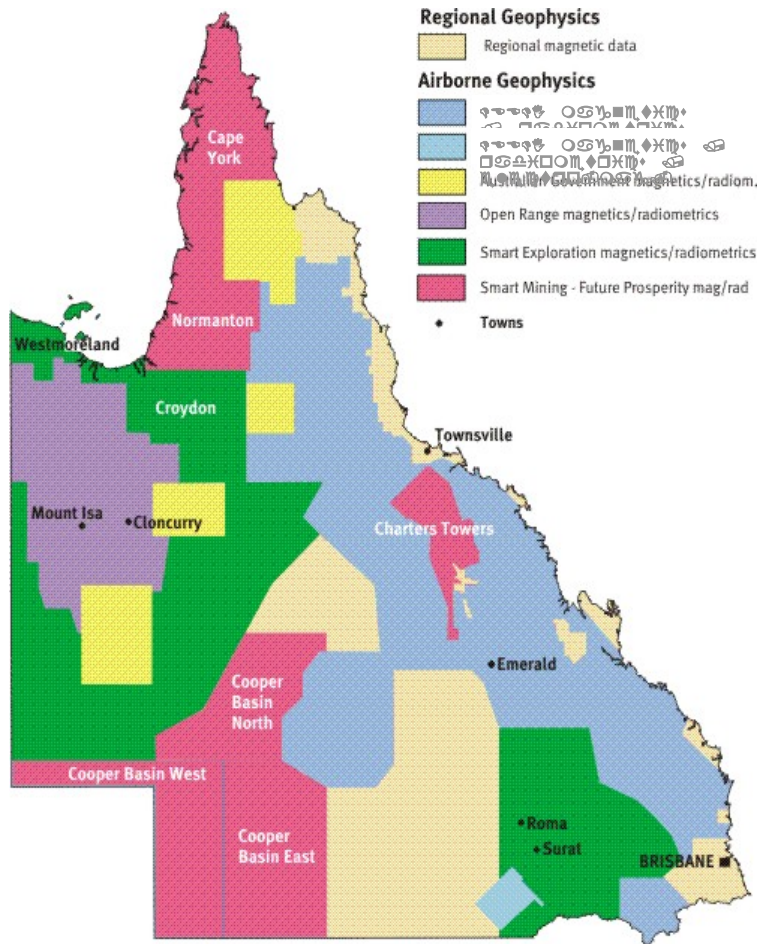 Regional Geophysics
Regional magnetic data
Airborne Geophysics
Australian Government magnetics/radiom.
Open Range magnetics/radiometrics
Smart Exploration magnetics/radiometrics
Smart Mining - Future Prosperity mag/rad
Towns
Cape
York
Normanton
Westmoreland
Croydon
Townsville
Mount Isa
Cloncurry
Charters Towers
Emerald
Cooper
Basin
North
Cooper Basin West
Cooper
Basin East
Roma
Surat
BRISBANE